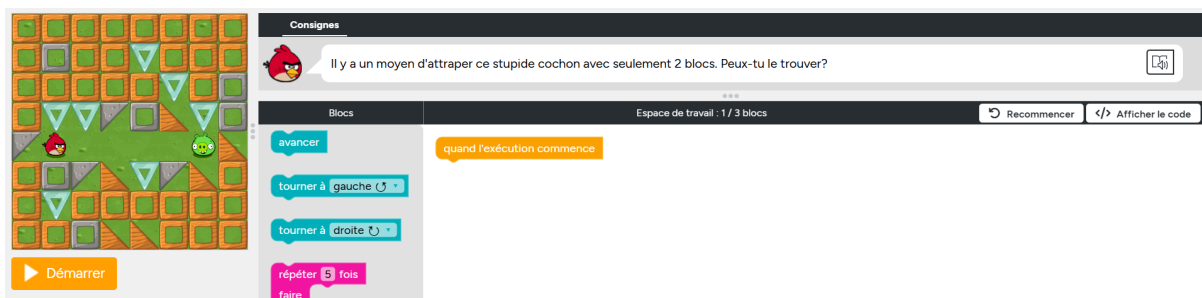 Consignes
Il y a un moyen d'attraper ce stupide cochon avec seulement 2 blocs. Peux-tu le trouver?
Blocs
Espace de travail : 1 / 3 blocs
Recommencer
</> Afficher le code
avancer
quand l'exécution commence
tourner à gauche ↺
tourner à droite ↻
répéter 5 fois
faire
Démarrer